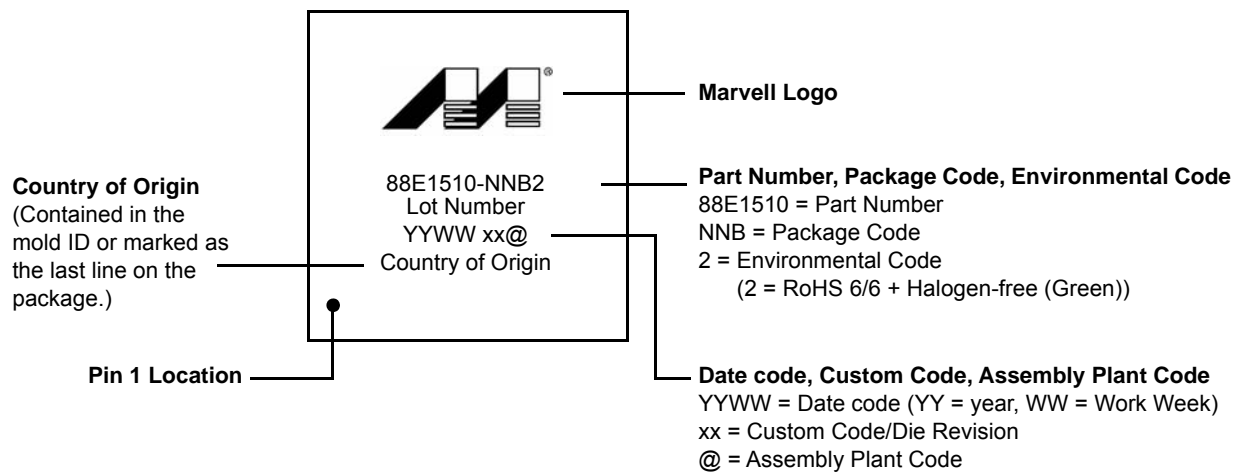 ®
Marvell Logo
88E1510-NNB2
Lot Number
YYWW xx@
Country of Origin
Country of Origin
(Contained in the
mold ID or marked as
the last line on the
package.)
Part Number, Package Code, Environmental Code
88E1510 = Part Number
NNB = Package Code
2 = Environmental Code
(2 = RoHS 6/6 + Halogen-free (Green))
Pin 1 Location
Date code, Custom Code, Assembly Plant Code
YYWW = Date code (YY = year, WW = Work Week)
xx = Custom Code/Die Revision
@ = Assembly Plant Code